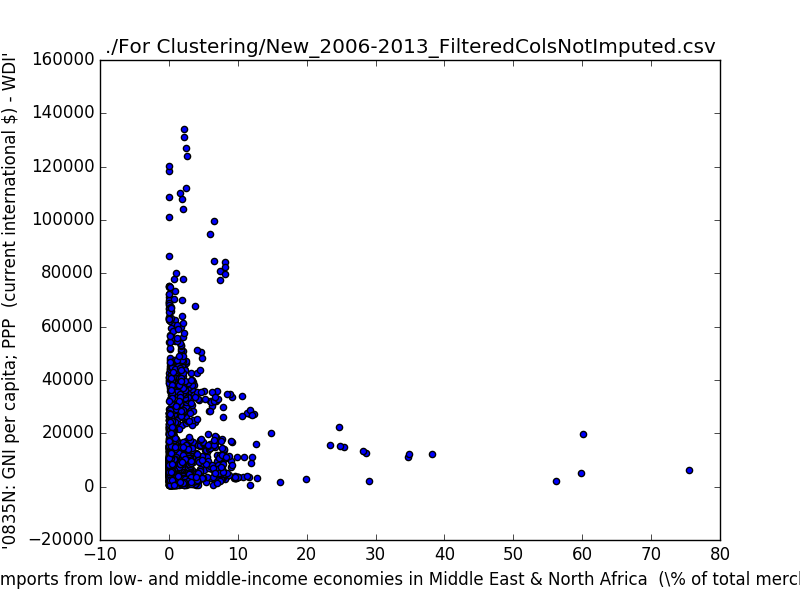 ./For Clustering/New_2006-2013_FilteredColsNotImputed.csv
160000
140000
120000
100000
80000
60000
40000
20000
0
−20000
'0835N: GNI per capita; PPP (current international $) - WDI'
−10 0 10 20 30 40 50 60 70 80
mports from low- and middle-income economies in Middle East & North Africa (\% of total merc